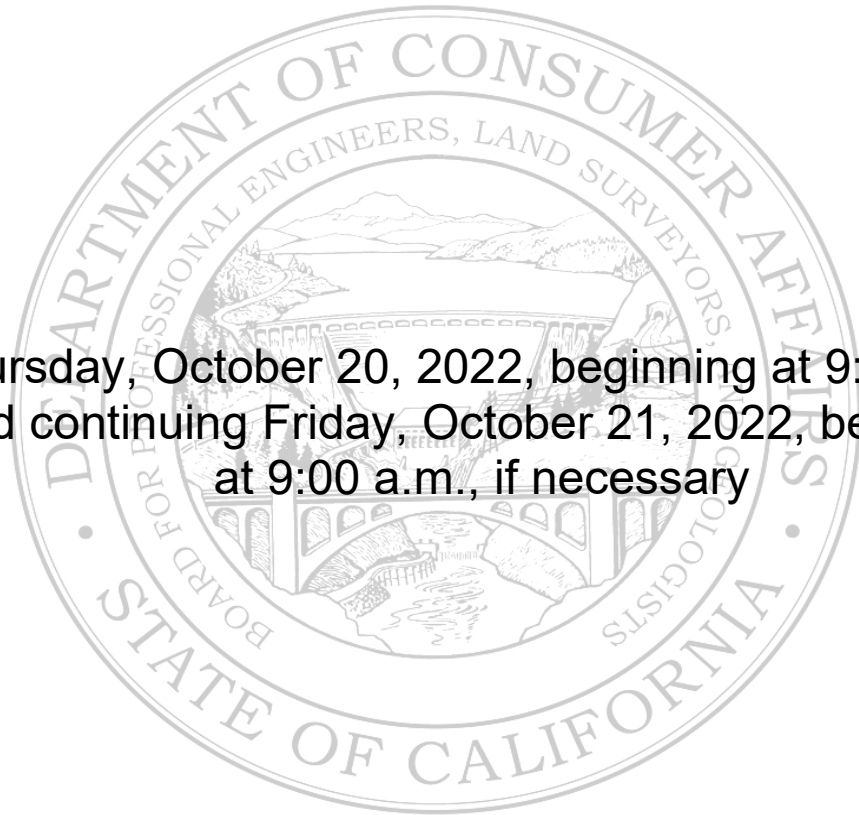 DEPARTMENT OF CONSUMER AFFAIRS
BOARD FOR PROFESSIONAL ENGINEERS, LAND SURVEYORS, GEOLOGISTS
ursday, October 20, 2022, beginning at 9:
d continuing Friday, October 21, 2022, be
at 9:00 a.m., if necessary
• STATE OF CALIFORNIA •